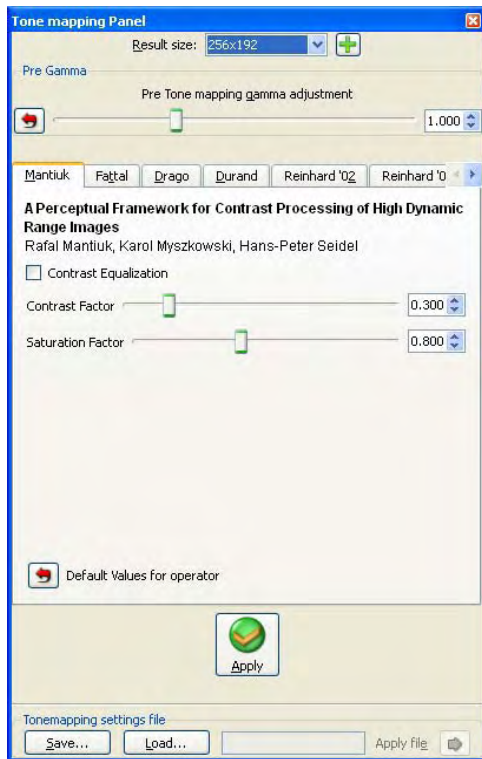 Tone mapping Panel
Result size: 256x192
Pre Gamma
Pre Tone mapping gamma adjustment
1.000
Mantiuk Fattal Drago Durand Reinhard '02 Reinhard '0
A Perceptual Framework for Contrast Processing of High Dynamic
Range Images
Rafal Mantiuk, Karol Myszkowski, Hans-Peter Seidel
Contrast Equalization
Contrast Factor 0.300
Saturation Factor 0.800
Default Values for operator
Apply
Tonemapping settings file
Save... Load... Apply file